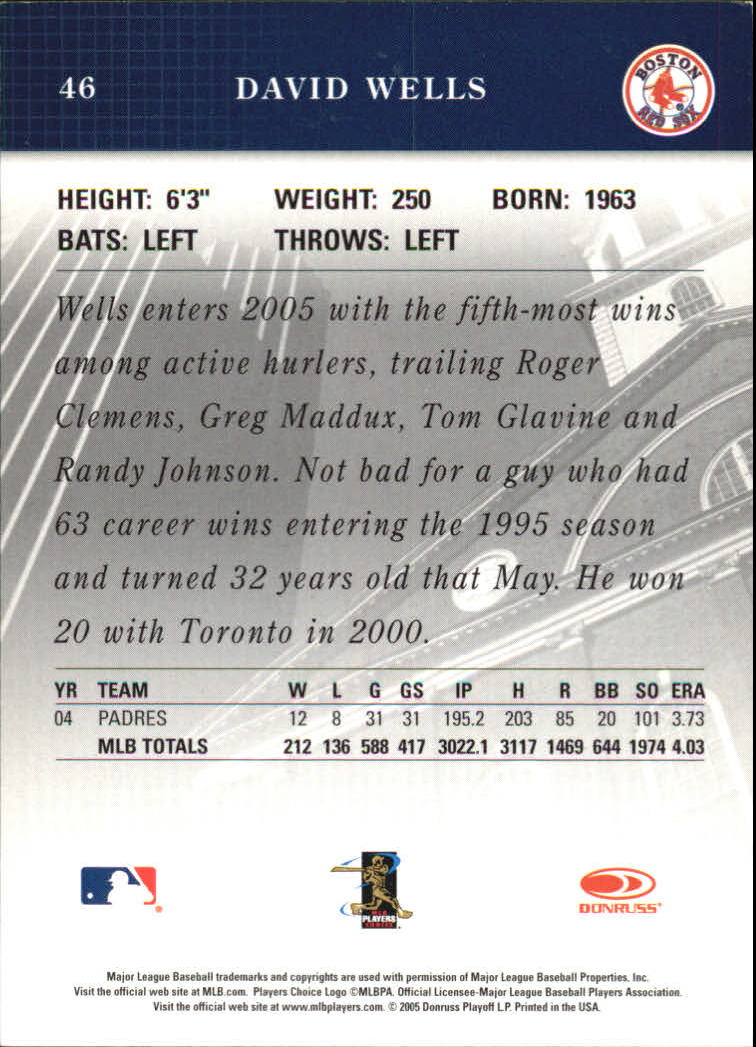 46 DAVID WELLS
BOSTON
RED SOX
HEIGHT: 6'3" WEIGHT: 250 BORN: 1963
BATS: LEFT THROWS: LEFT
Wells enters 2005 with the fifth-most wins
among active hurlers, trailing Roger
Clemens, Greg Maddux, Tom Glavine and
Randy Johnson. Not bad for a guy who had
63 career wins entering the 1995 season
and turned 32 years old that May. He won
20 with Toronto in 2000.
YR TEAM W L G GS IP H R BB SO ERA
04 PADRES 12 8 31 31 195.2 203 85 20 101 3.73
MLB TOTALS 212 136 588 417 3022.1 3117 1469 644 1974 4.03
MLB
PLAYERS
CHOICE
DONRUSS
Major League Baseball trademarks and copyrights are used with permission of Major League Baseball Properties, Inc.
Visit the official web site at MLB.com. Players Choice Logo ©MLBPA. Official Licensee-Major League Baseball Players Association.
Visit the official web site at www.mlbplayers.com. © 2005 Donruss Playoff L.P. Printed in the USA.